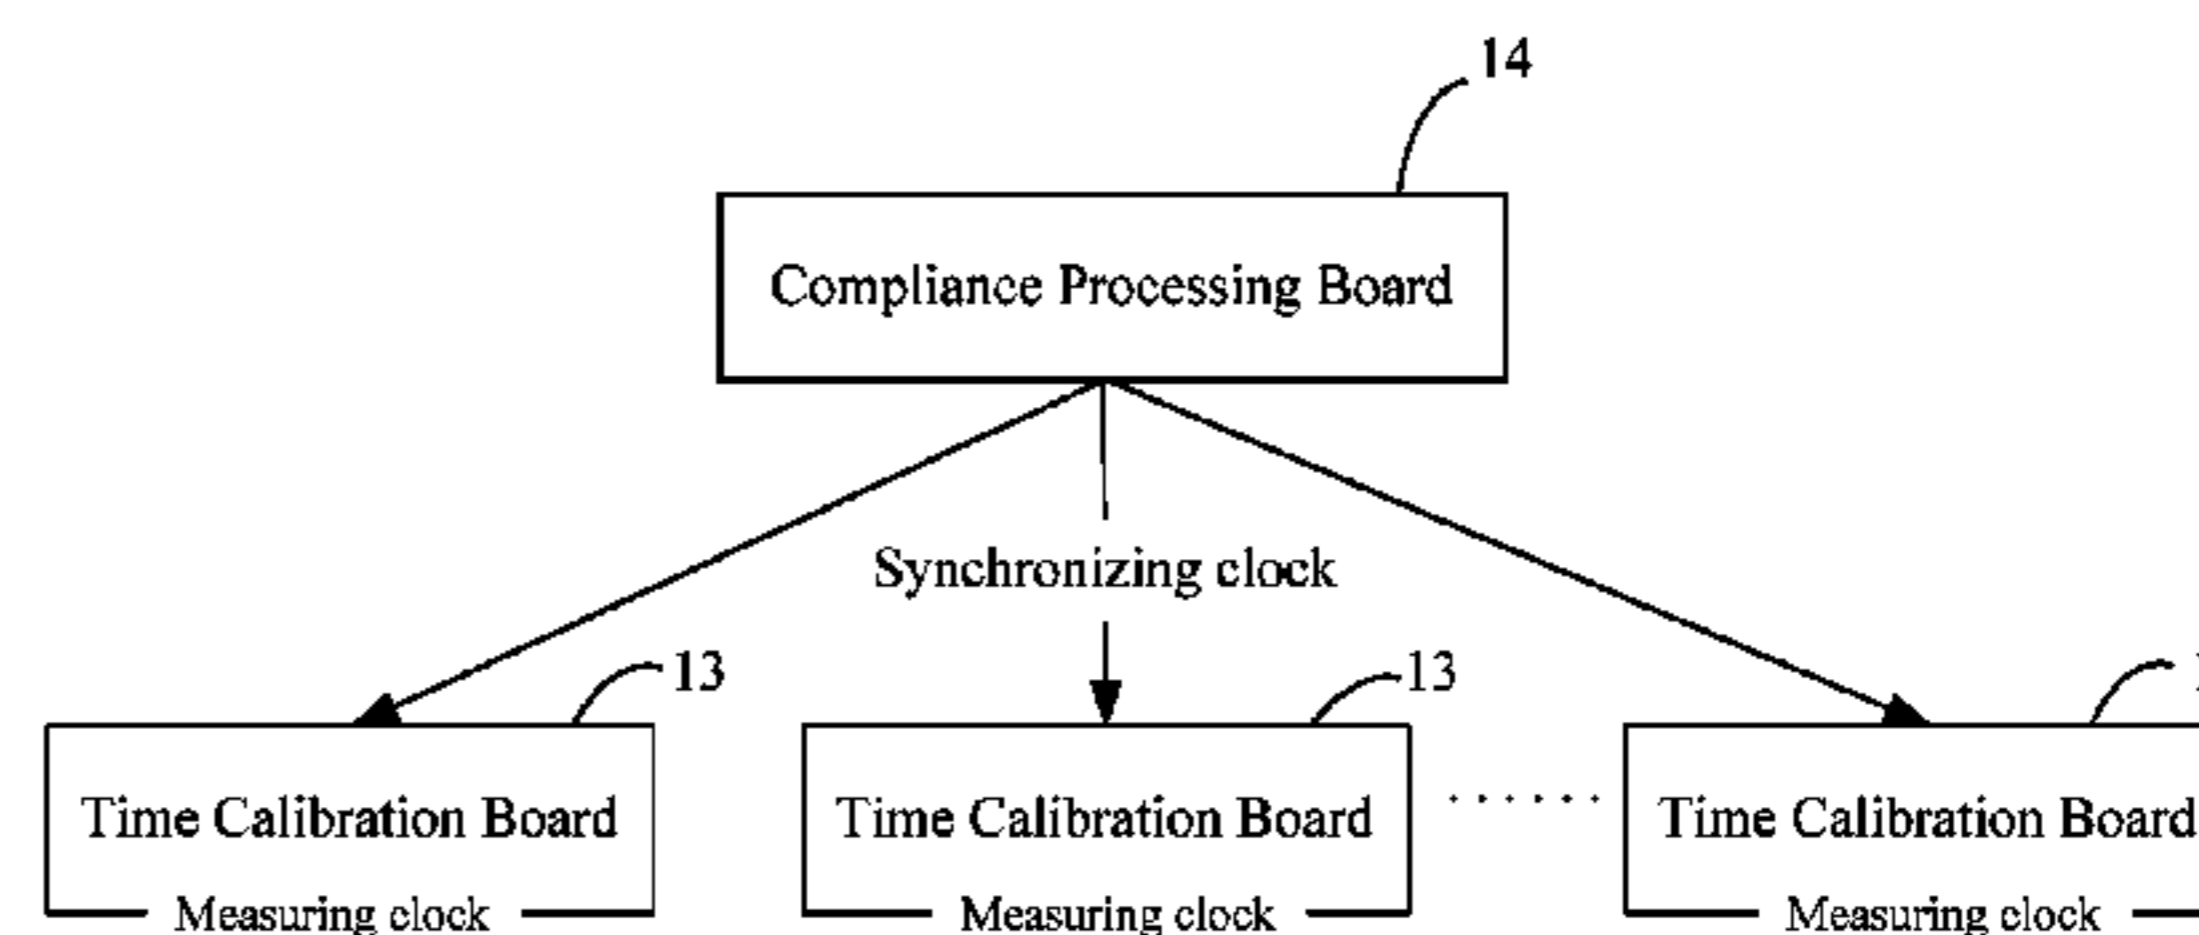 14
Compliance Processing Board
Synchronizing clock
13 13
Time Calibration Board Time Calibration Board ...... Time Calibration Board
Measuring clock Measuring clock Measuring clock